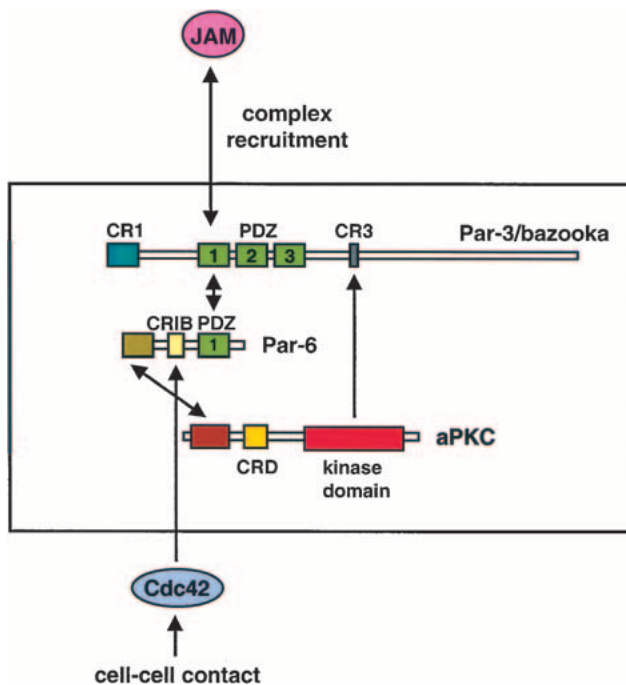 JAM
complex
recruitment
CR1 PDZ CR3 Par-3/bazooka
1 2 3
CRIB PDZ
1 Par-6
aPKC
CRD kinase
domain
Cdc42
cell-cell contact